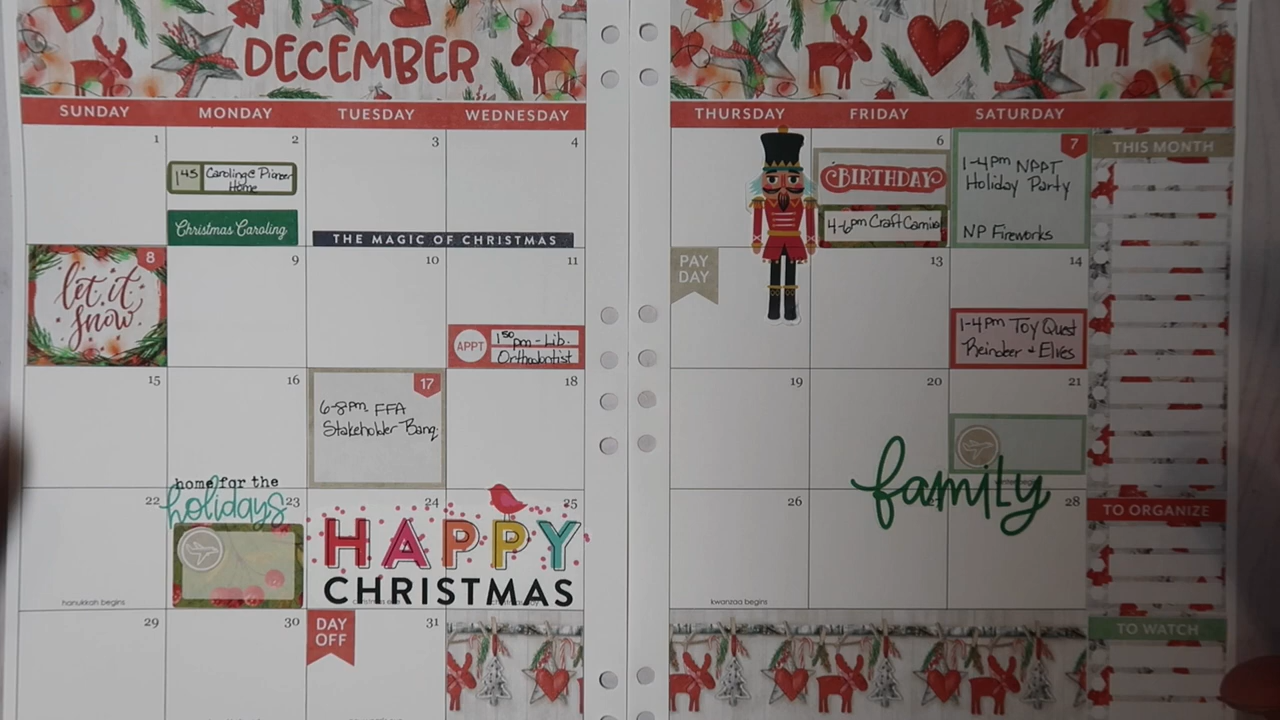 DECEMBER
SUNDAY MONDAY TUESDAY WEDNESDAY THURSDAY FRIDAY SATURDAY
1 2 3 4 6 7
THIS MONTH
1:45 Caroling @ Pioneer
Home
Christmas Caroling
THE MAGIC OF CHRISTMAS
BIRTHDAY
4-6pm Craft Carnival
1-4pm NPPT
Holiday Party
NP Fireworks
8 9 10 11 13 14
let it
snow
PAY
DAY
APPT
1:50pm - Lib.
Orthodontist
1-4pm Toy Quest
Reindeer + Elves
15 16 17 18 19 20 21
6-8pm FFA
Stakeholder Banq.
home for the
holidays
family
22 23 24 25 26 28
HAPPY
CHRISTMAS
hanukkah begins
kwanzaa begins
TO ORGANIZE
29 30 31
DAY
OFF
TO WATCH